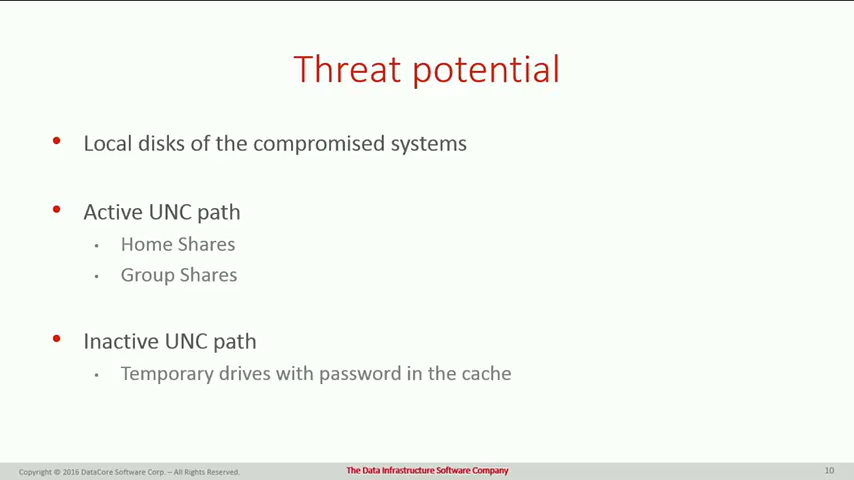 Threat potential
• Local disks of the compromised systems
• Active UNC path
• Home Shares
• Group Shares
• Inactive UNC path
• Temporary drives with password in the cache
Copyright © 2016 DataCore Software Corp. – All Rights Reserved.
The Data Infrastructure Software Company
10